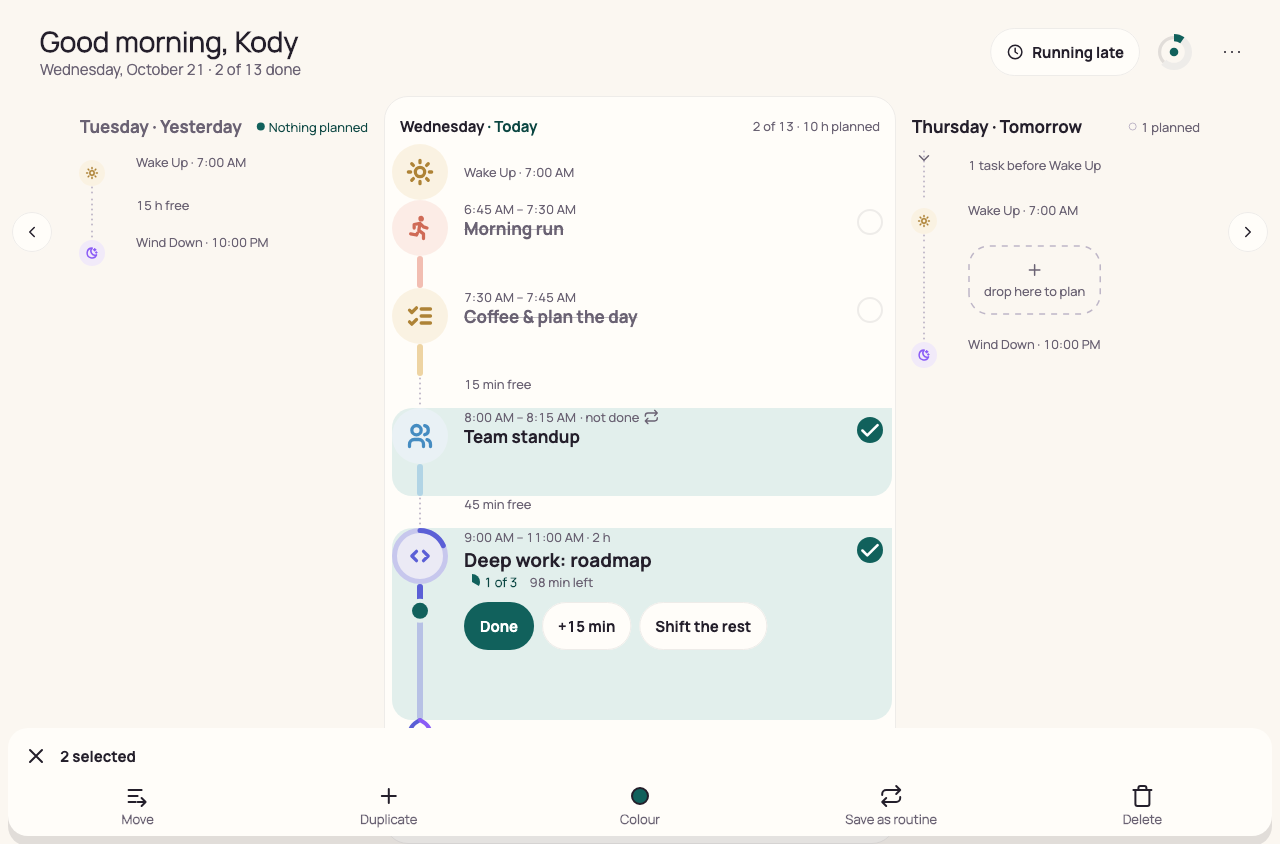 Good morning, Kody
Wednesday, October 21 · 2 of 13 done
Running late
Tuesday · Yesterday
Nothing planned
Wake Up · 7:00 AM
15 h free
Wind Down · 10:00 PM
Wednesday · Today
2 of 13 · 10 h planned
Wake Up · 7:00 AM
6:45 AM – 7:30 AM
Morning run
7:30 AM – 7:45 AM
Coffee & plan the day
15 min free
8:00 AM – 8:15 AM · not done
Team standup
45 min free
9:00 AM – 11:00 AM · 2 h
Deep work: roadmap
1 of 3 98 min left
Done
+15 min
Shift the rest
Thursday · Tomorrow
1 planned
1 task before Wake Up
Wake Up · 7:00 AM
drop here to plan
Wind Down · 10:00 PM
2 selected
Move
Duplicate
Colour
Save as routine
Delete